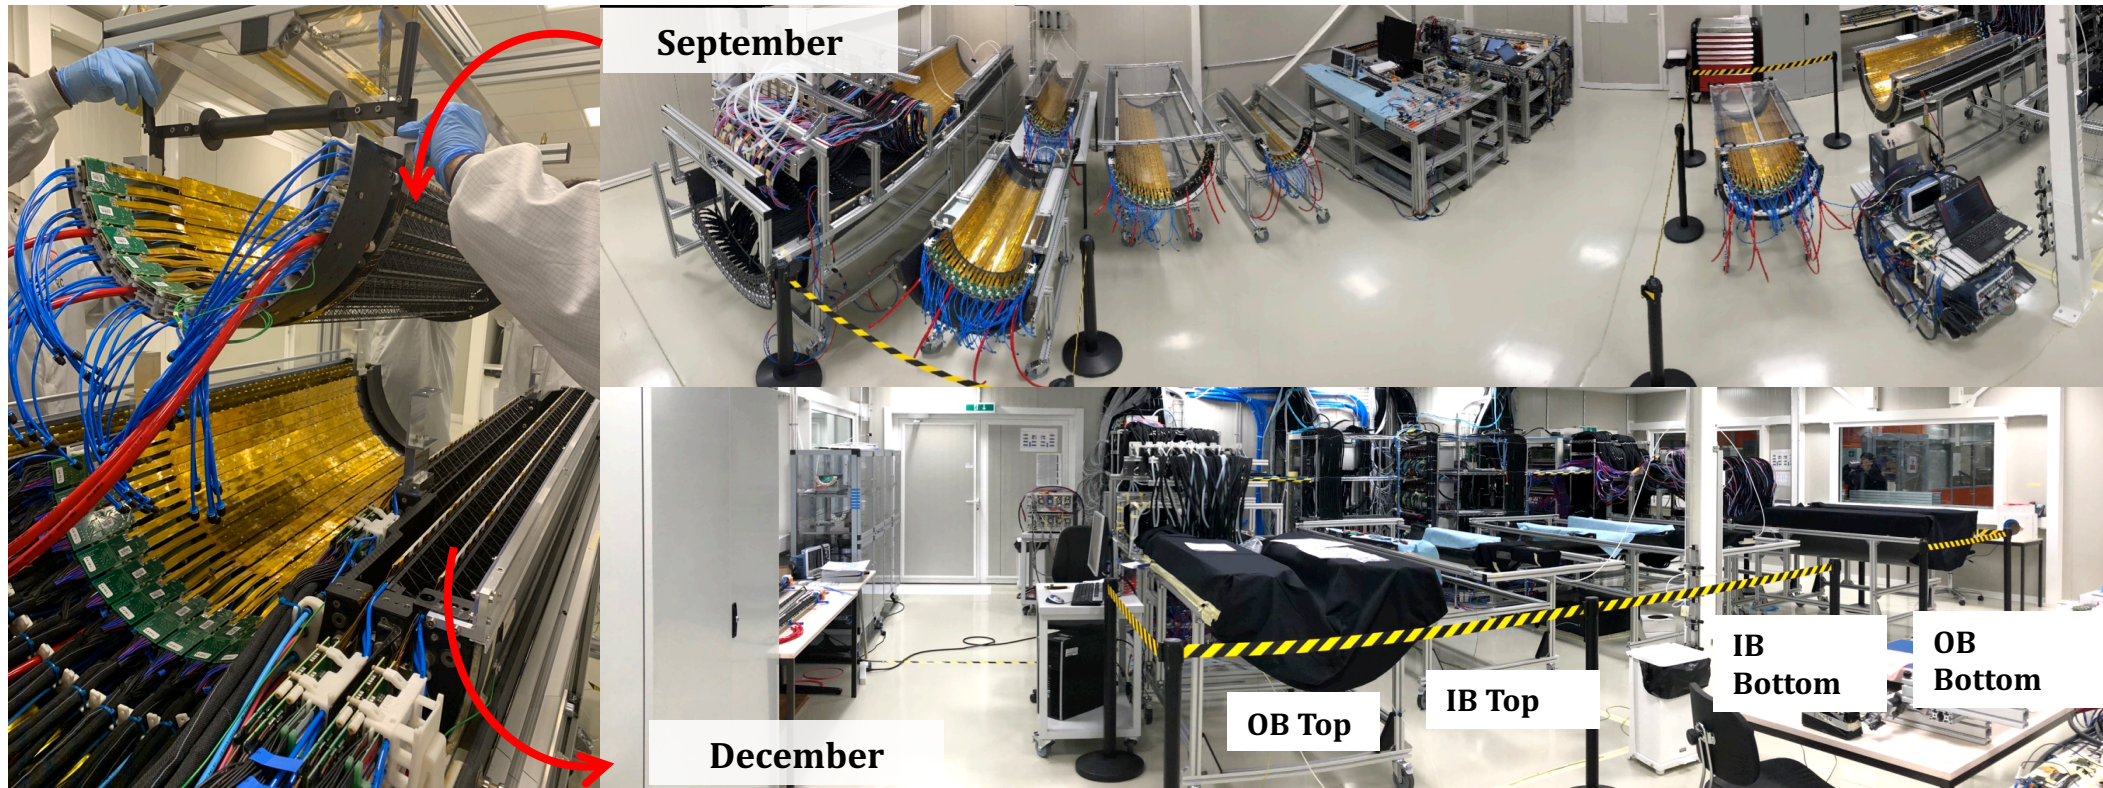 September
December
OB Top
IB Top
IB
Bottom
OB
Bottom